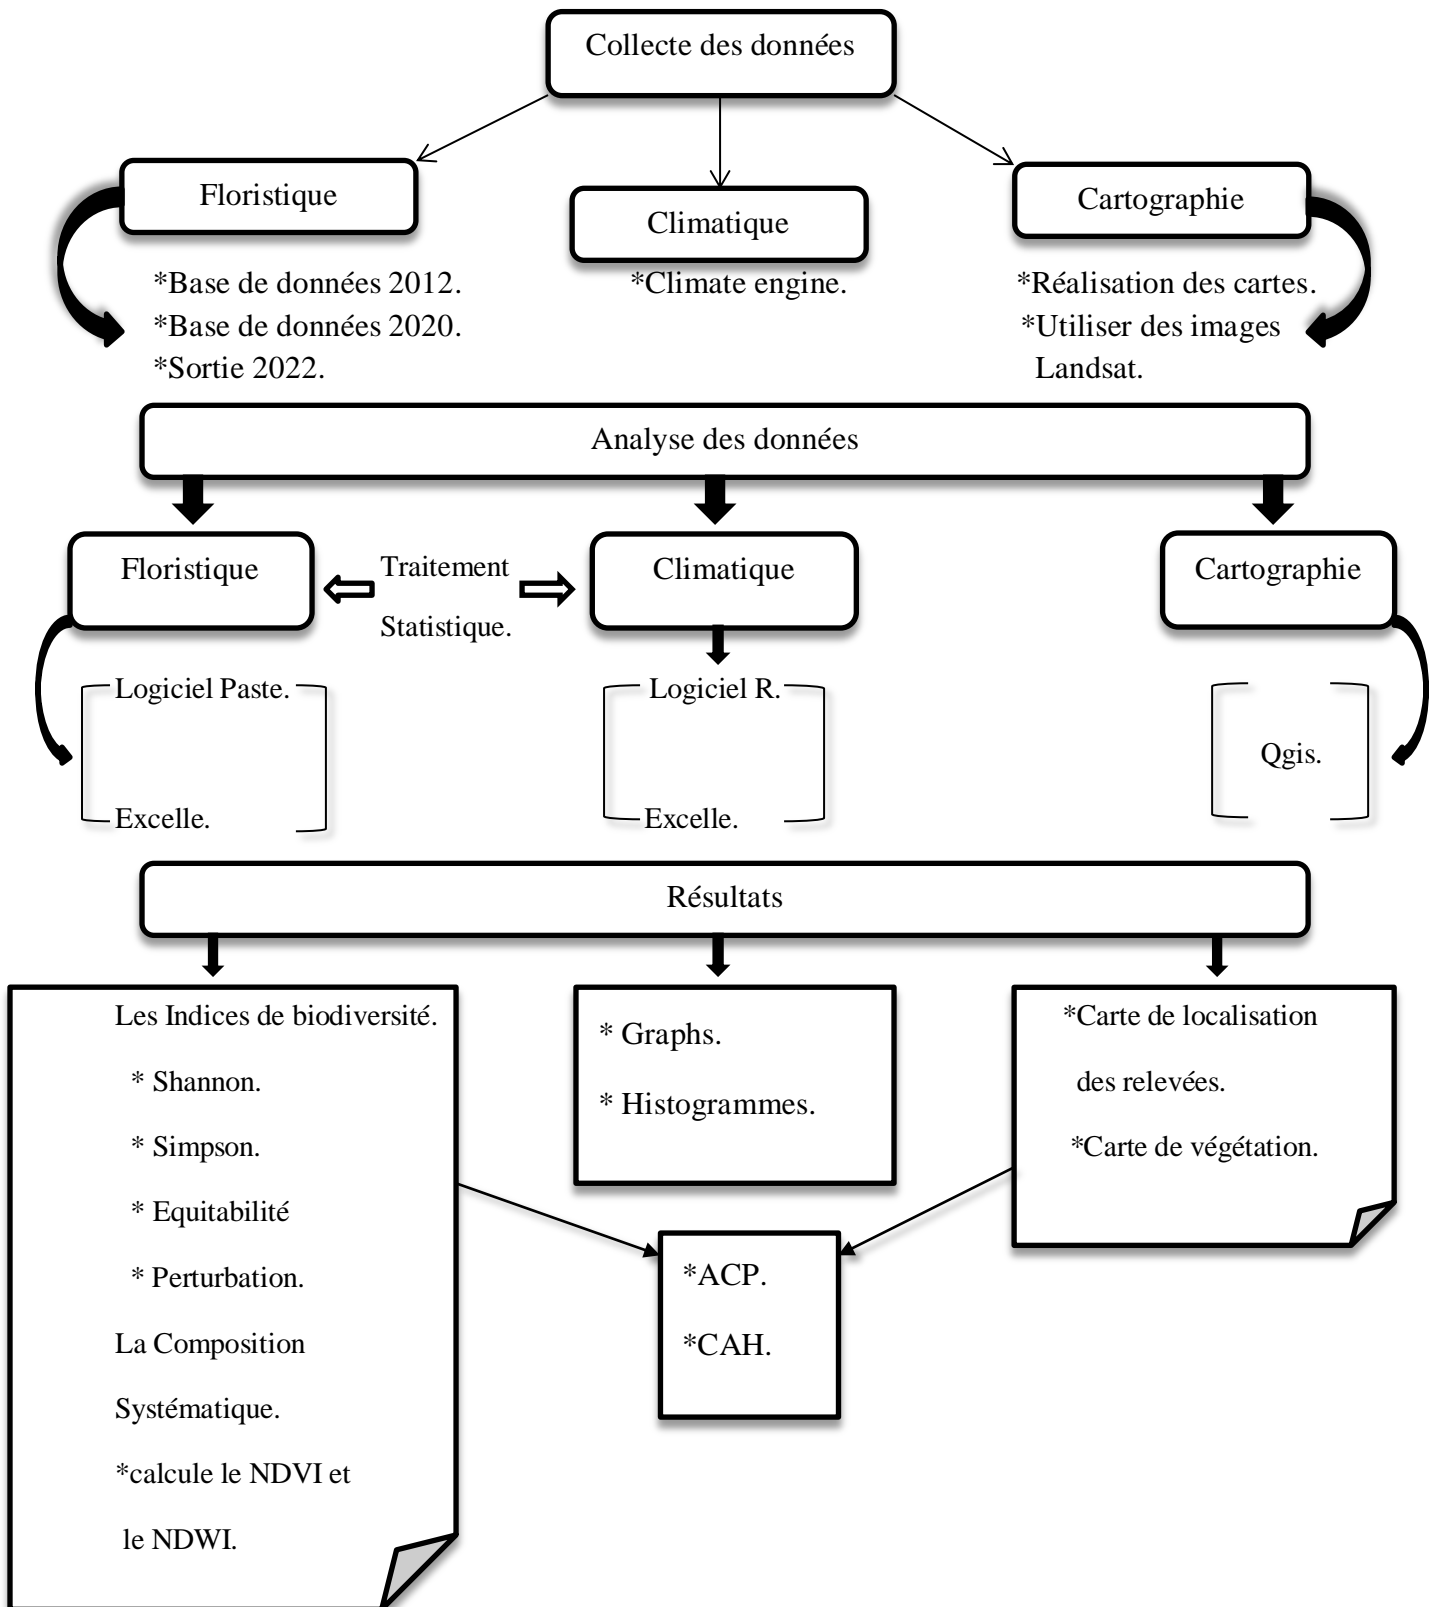 Collecte des données
Floristique
Climatique
Cartographie
*Base de données 2012.
*Base de données 2020.
*Sortie 2022.
*Climate engine.
*Réalisation des cartes.
*Utiliser des images
Landsat.
Analyse des données
Floristique
Traitement
Statistique.
Climatique
Cartographie
Logiciel Paste.
Excelle.
Logiciel R.
Excelle.
Qgis.
Résultats
Les Indices de biodiversité.
* Shannon.
* Simpson.
* Equitabilité
* Perturbation.
La Composition
Systématique.
*calcule le NDVI et
le NDWI.
* Graphs.
* Histogrammes.
*Carte de localisation
des relevées.
*Carte de végétation.
*ACP.
*CAH.